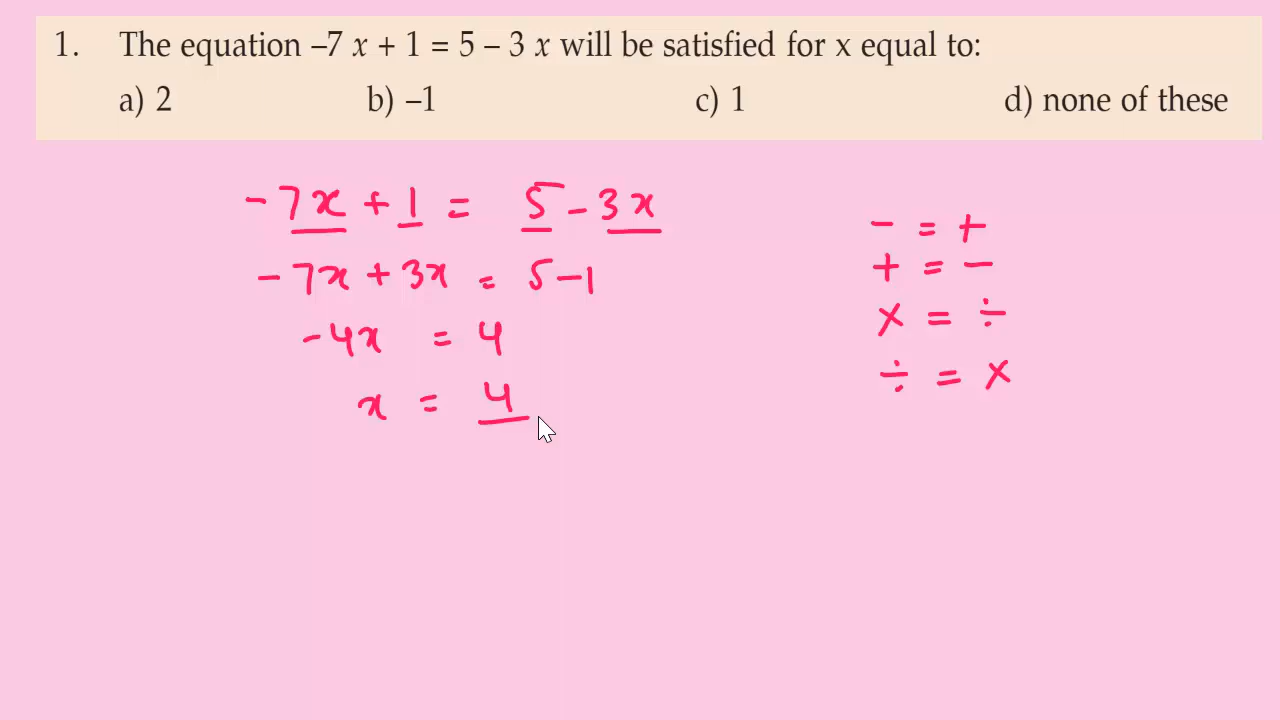 1. The equation –7 x + 1 = 5 – 3 x will be satisfied for x equal to:
a) 2 b) –1 c) 1 d) none of these
-7x + 1 = 5 - 3x
-7x + 3x = 5 - 1
-4x = 4
x = 4
- = +
+ = -
× = ÷
÷ = ×